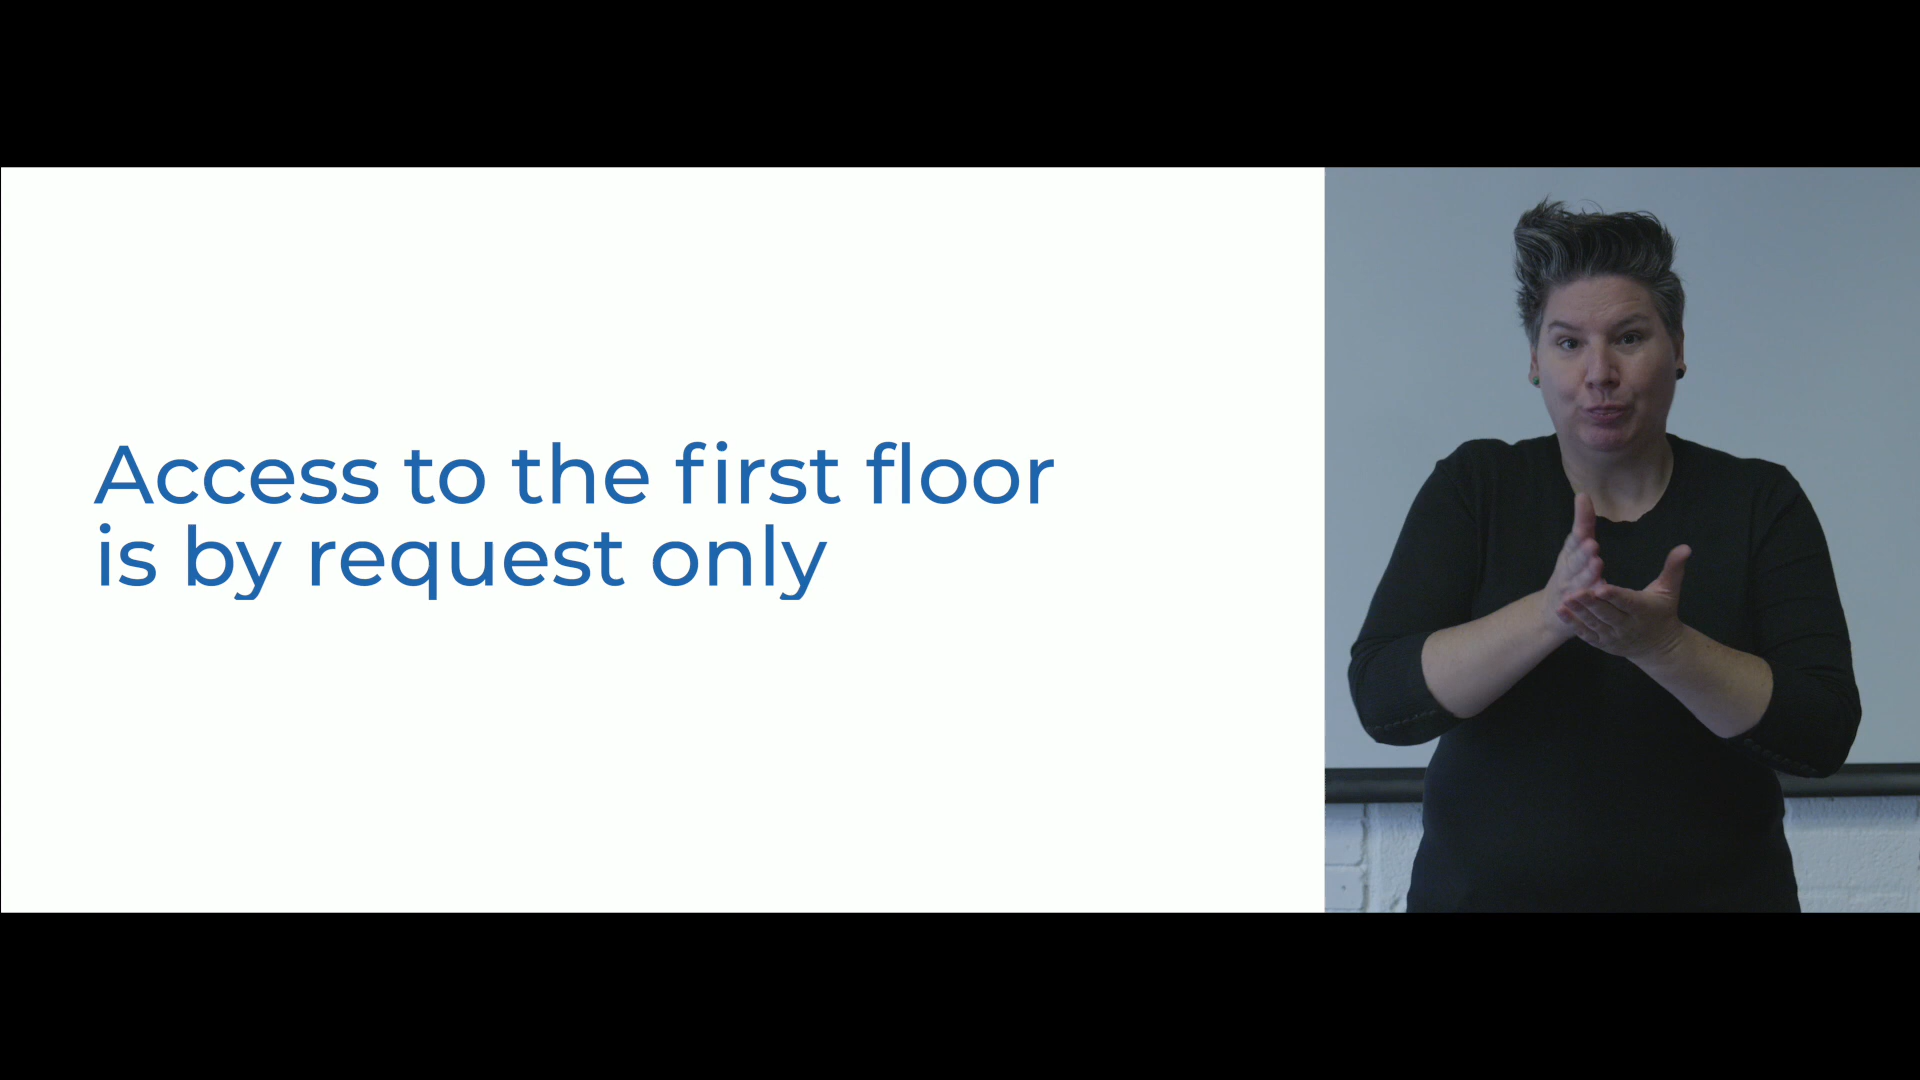 Access to the first floor
is by request only